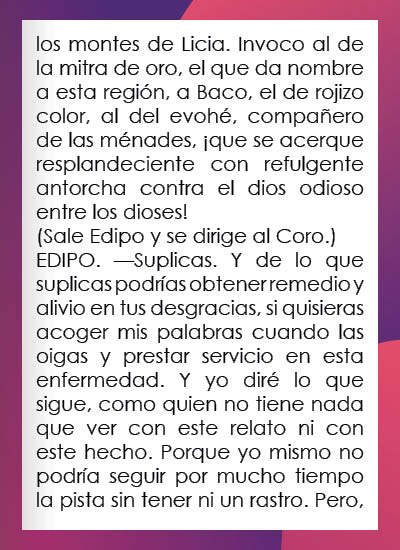 los montes de Licia. Invoco al de
la mitra de oro, el que da nombre
a esta región, a Baco, el de rojizo
color, al del evohé, compañero
de las ménades, ¡que se acerque
resplandeciente con refulgente
antorcha contra el dios odioso
entre los dioses!
(Sale Edipo y se dirige al Coro.)
EDIPO. —Suplicas. Y de lo que
suplicas podrías obtener remedio y
alivio en tus desgracias, si quisieras
acoger mis palabras cuando las
oigas y prestar servicio en esta
enfermedad. Y yo diré lo que
sigue, como quien no tiene nada
que ver con este relato ni con
este hecho. Porque yo mismo no
podría seguir por mucho tiempo
la pista sin tener ni un rastro. Pero,